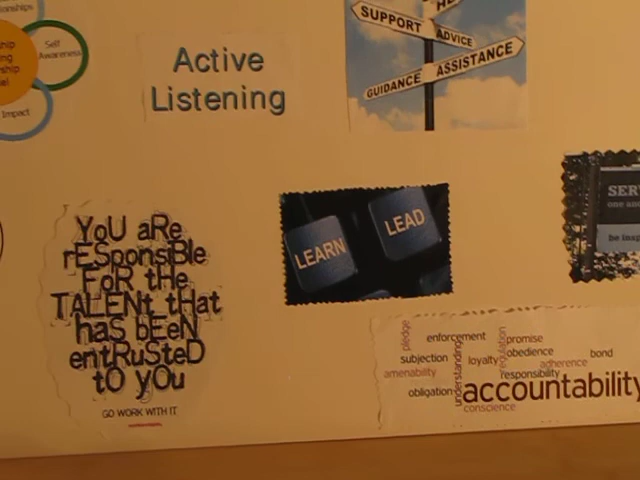 Self
Awareness
Impact
Active
Listening
SUPPORT
ADVICE
GUIDANCE
ASSISTANCE
YoU aRe
rESponsiBle
FoR tHe
TALENt tHat
haS bEeN
entRuSteD
tO yOu
GO WORK WITH IT
LEARN
LEAD
be insp
pledge
enforcement
promise
subjection
understanding
loyalty
obedience
bond
amenability
adherence
responsibility
obligation
accountability
conscience